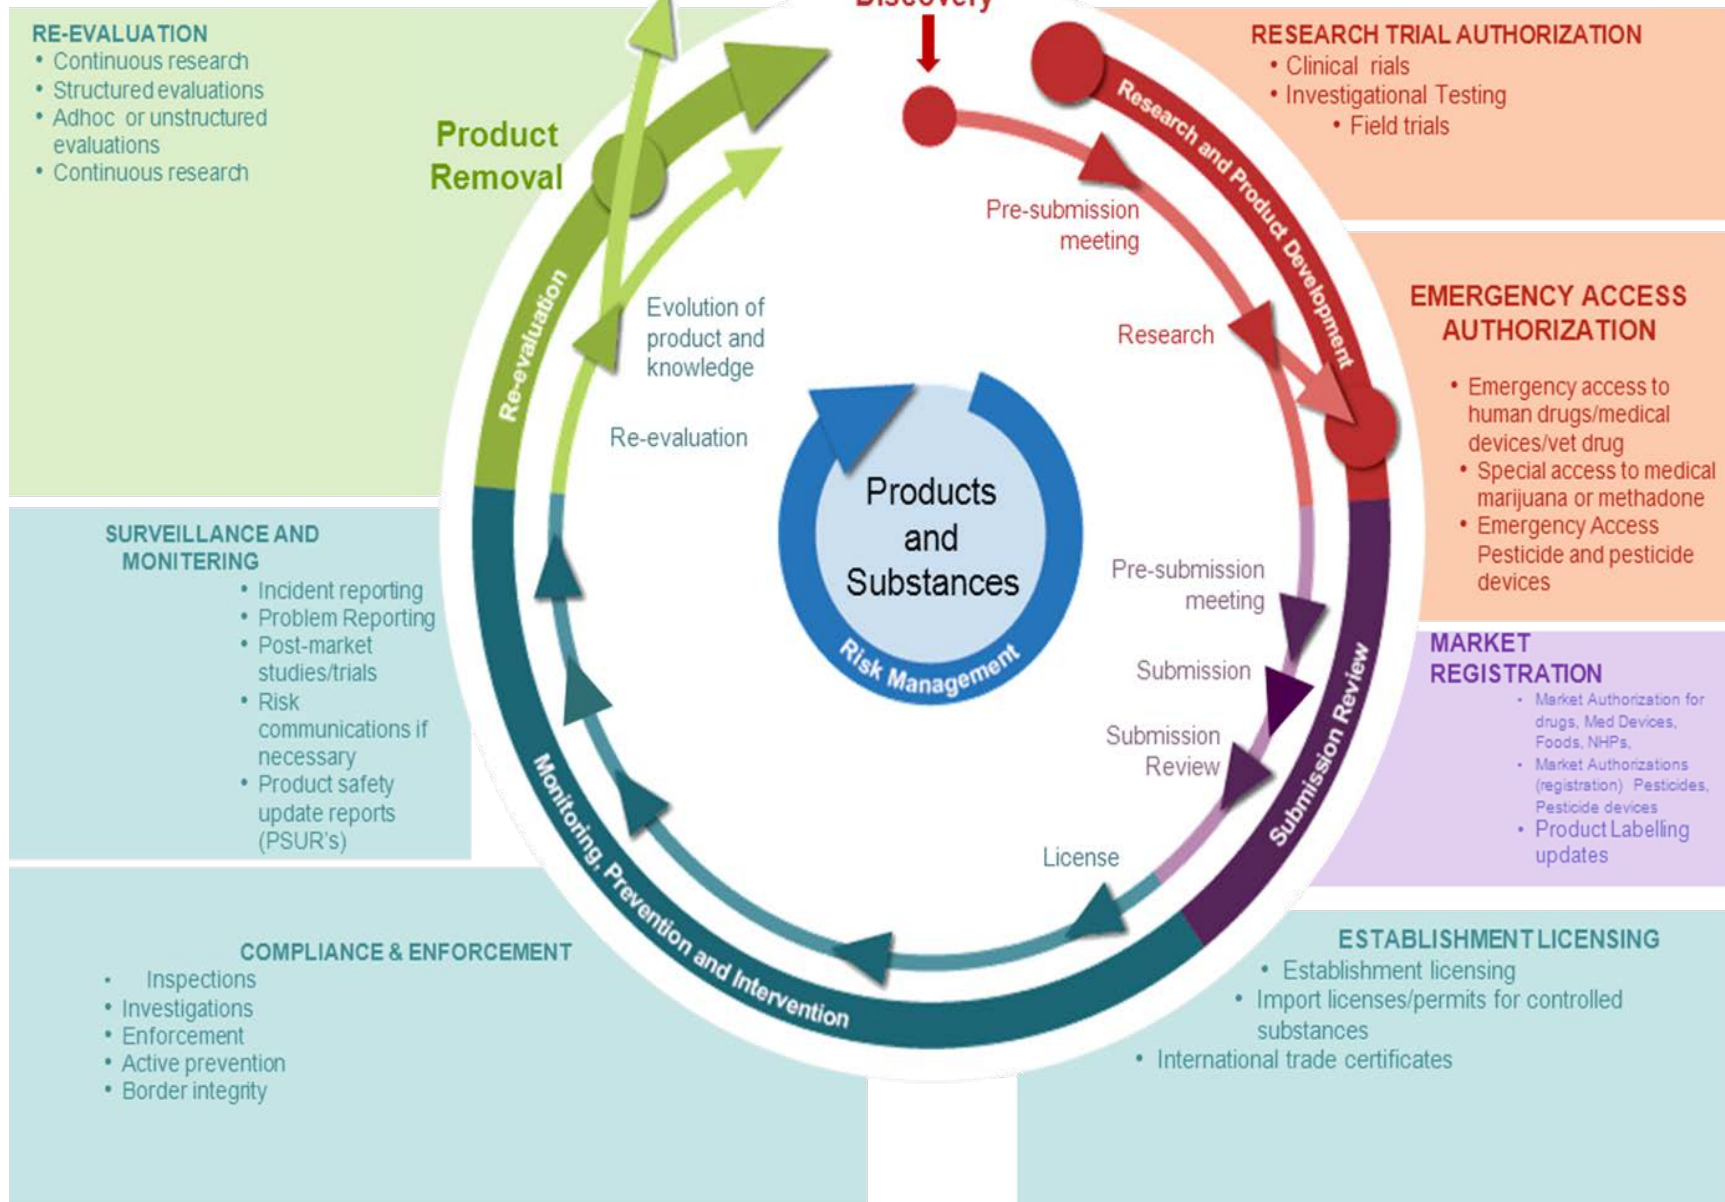 Discovery
RE-EVALUATION
• Continuous research
• Structured evaluations
• Adhoc or unstructured
evaluations
• Continuous research
Product
Removal
RESEARCH TRIAL AUTHORIZATION
• Clinical rials
• Investigational Testing
• Field trials
Research and Product Development
Pre-submission
meeting
Research
EMERGENCY ACCESS
AUTHORIZATION
• Emergency access to
human drugs/medical
devices/vet drug
• Special access to medical
marijuana or methadone
• Emergency Access
Pesticide and pesticide
devices
Re-evaluation
Evolution of
product and
knowledge
Re-evaluation
Products
and
Substances
Risk Management
SURVEILLANCE AND
MONITERING
• Incident reporting
• Problem Reporting
• Post-market
studies/trials
• Risk
communications if
necessary
• Product safety
update reports
(PSUR's)
Pre-submission
meeting
Submission
Submission
Review
Submission Review
MARKET
REGISTRATION
• Market Authorization for
drugs, Med Devices,
Foods, NHPs,
• Market Authorizations
(registration) Pesticides,
Pesticide devices
• Product Labelling
updates
License
Monitoring, Prevention and Intervention
COMPLIANCE & ENFORCEMENT
• Inspections
• Investigations
• Enforcement
• Active prevention
• Border integrity
ESTABLISHMENT LICENSING
• Establishment licensing
• Import licenses/permits for controlled
substances
• International trade certificates